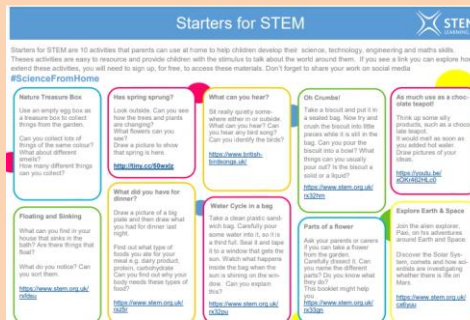 Starters for STEM
STEM
LEARNING
Starters for STEM are 10 activities that parents can use at home to help children develop their science, technology, engineering and maths skills.
These activities are easy to resource and provide children with the stimulus to talk about the world around them. If you see a link you can explore how
extend these activities, you will need to sign up, for free, to access these materials. Don't forget to share your work on social media
#ScienceFromHome
Nature Treasure Box
Use an empty egg box as
a treasure box to collect
things from the garden.
Can you collect lots of
things of the same colour?
What about different
smells?
How many different things
can you collect?
Has spring sprung?
Look outside. Can you see
how the trees and plants
are changing?
What flowers can you
see?
Draw a picture to show
that spring is here.
What can you hear?
Sit really quietly some-
where either in or outside.
What can you hear? Can
you hear any bird song?
Can you identify the birds?
https://www.british-
birdsongs.uk/
Oh Crumbs!
Take a biscuit and put it in
a sealed bag. Now try and
crush the biscuit into little
pieces while it is still in the
bag. Can you pour the
biscuit into a bowl? What
things can you usually
pour out? Is the biscuit a
solid or a liquid?
https://www.stem.org.uk/
As much use as a choc-
olate teapot!
Think up some silly
products, such as a choco-
late teapot.
It would melt as soon as
you added hot water.
Draw pictures of your
ideas.
https://youtu.be/
Floating and Sinking
What can you find in your
house that sinks in the
bath? Are there things that
float?
What do you notice? Can
you sort them.
https://www.stem.org.uk/
What did you have for
dinner?
Draw a picture of a big
plate and then draw what
you had for dinner last
night.
Find out what type of
foods you ate for your
meal e.g. dairy product,
protein, carbohydrate
Can you find out why your
body needs these types of
food?
https://www.stem.org.uk/
Water Cycle in a bag
Take a clean plastic sand-
wich bag. Carefully pour
some water into it, so it is
a third full. Seal it and tape
it to a window that gets the
sun. Watch what happens
inside the bag when the
sun is shining on the win-
dow. Can you explain
this?
https://www.stem.org.uk/
Parts of a flower
Ask your parents or carers
if you can take a flower
from the garden.
Carefully dissect it; Can
you name the different
parts? Do you know what
they do?
This booklet might help
you
https://www.stem.org.uk/
Explore Earth & Space
Join the alien explorer,
Pax, on his adventures
around Earth and Space.
Discover the Solar Sys-
tem, comets and how sci-
entists are investigating
whether there is life on
Mars.
https://www.stem.org.uk/